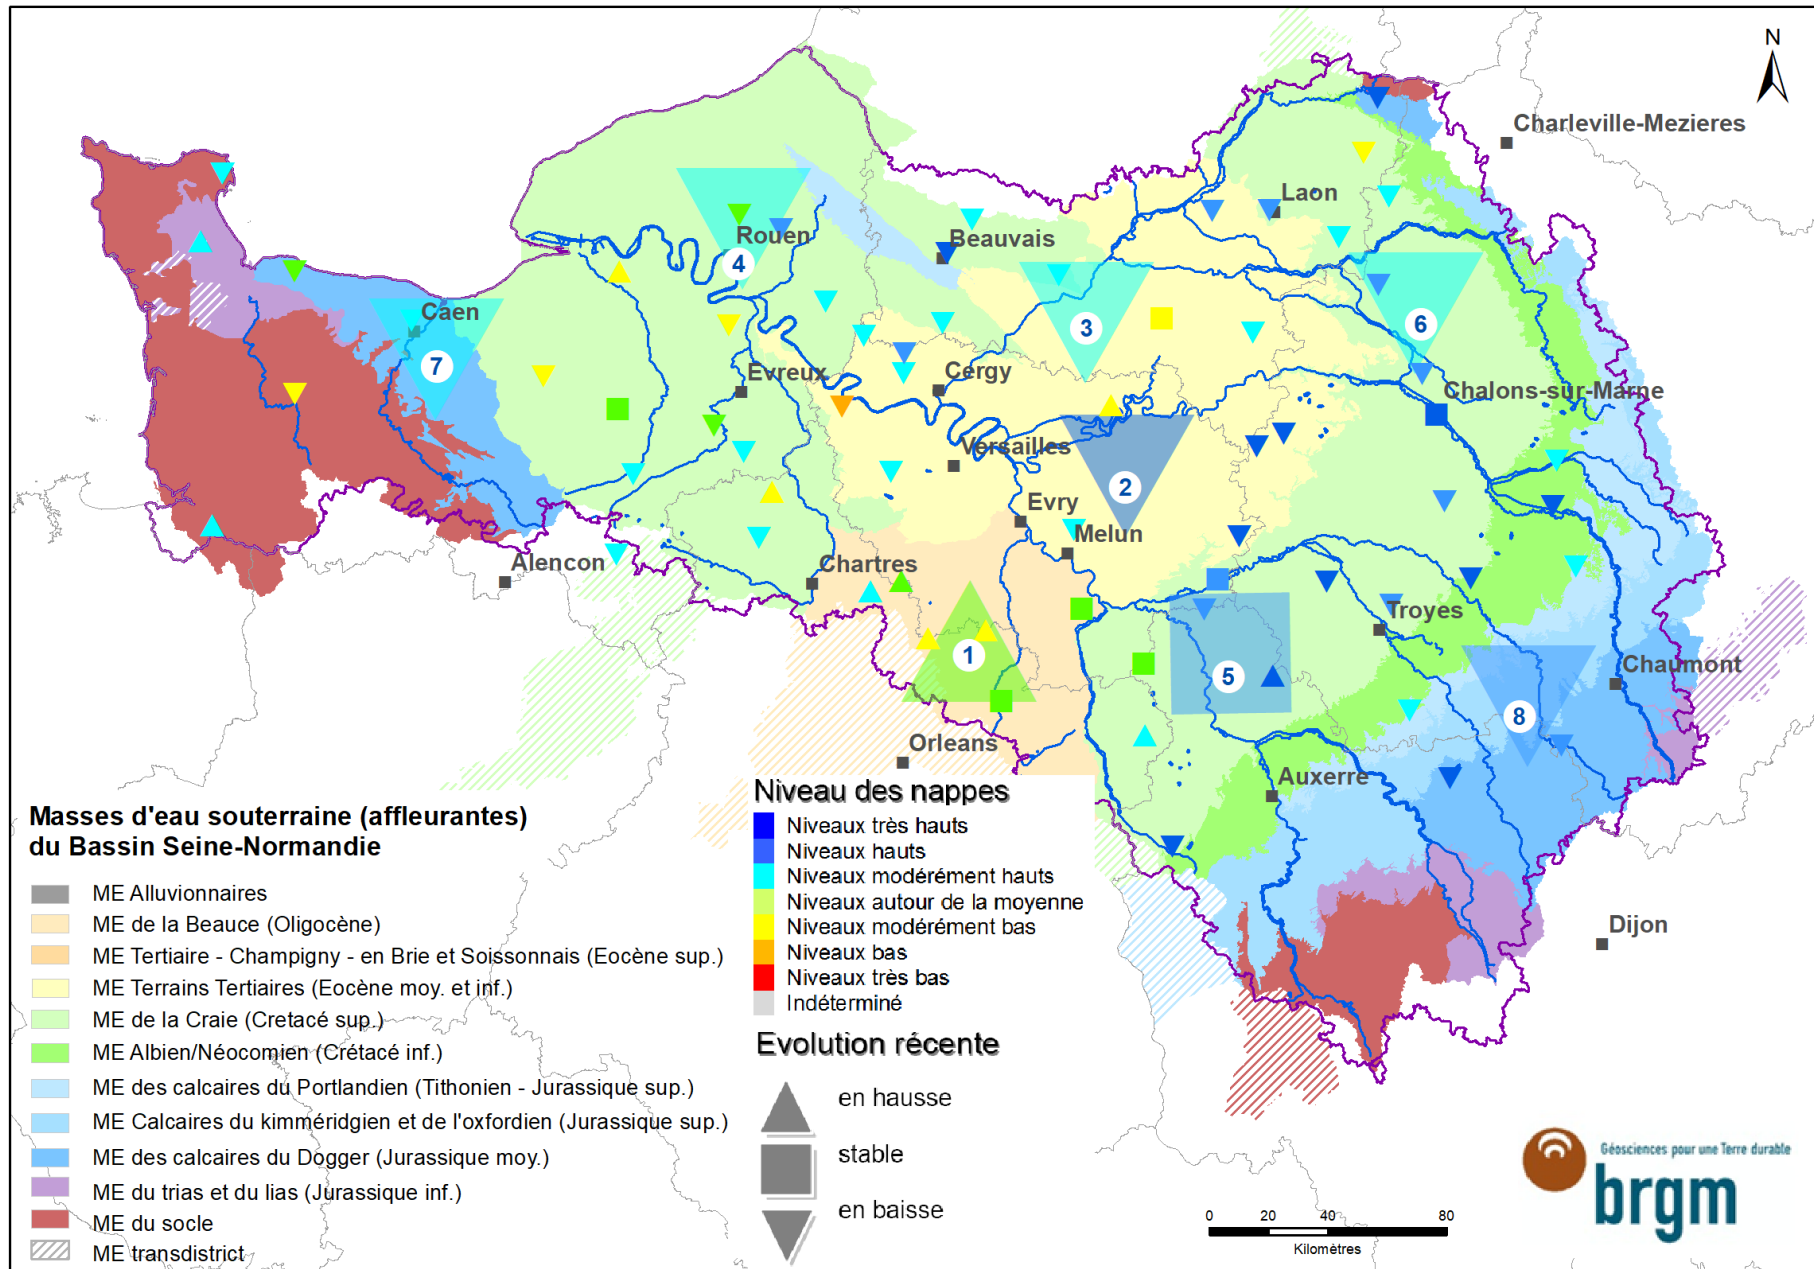 N
Charleville-Mezieres
Laon
Rouen
Beauvais
4
Caen
3
6
7
Evreux
Cergy
Chalons-sur-Marne
Versailles
2
Evry
Melun
Alencon
Chartres
Troyes
1
5
Chaumont
8
Orleans
Auxerre
Dijon
Masses d'eau souterraine (affleurantes)
du Bassin Seine-Normandie
ME Alluvionnaires
ME de la Beauce (Oligocène)
ME Tertiaire - Champigny - en Brie et Soissonnais (Eocène sup.)
ME Terrains Tertiaires (Eocène moy. et inf.)
ME de la Craie (Cretacé sup.)
ME Albien/Néocomien (Crétacé inf.)
ME des calcaires du Portlandien (Tithonien - Jurassique sup.)
ME Calcaires du kimméridgien et de l'oxfordien (Jurassique sup.)
ME des calcaires du Dogger (Jurassique moy.)
ME du trias et du lias (Jurassique inf.)
ME du socle
ME transdistrict
Niveau des nappes
Niveaux très hauts
Niveaux hauts
Niveaux modérément hauts
Niveaux autour de la moyenne
Niveaux modérément bas
Niveaux bas
Niveaux très bas
Indéterminé
Evolution récente
en hausse
stable
en baisse
0 20 40 80
Kilomètres
Géosciences pour une Terre durable
brgm